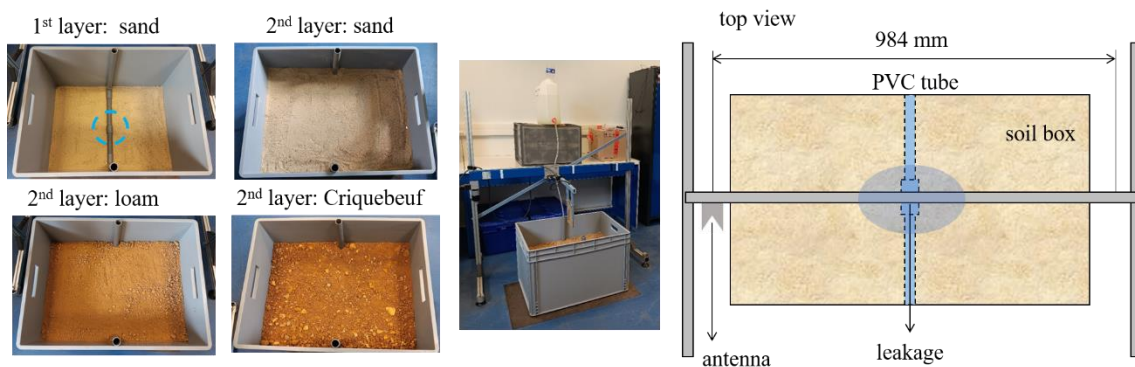 1st layer: sand
2nd layer: sand
2nd layer: loam
2nd layer: Criquebeuf
top view
984 mm
PVC tube
soil box
antenna
leakage